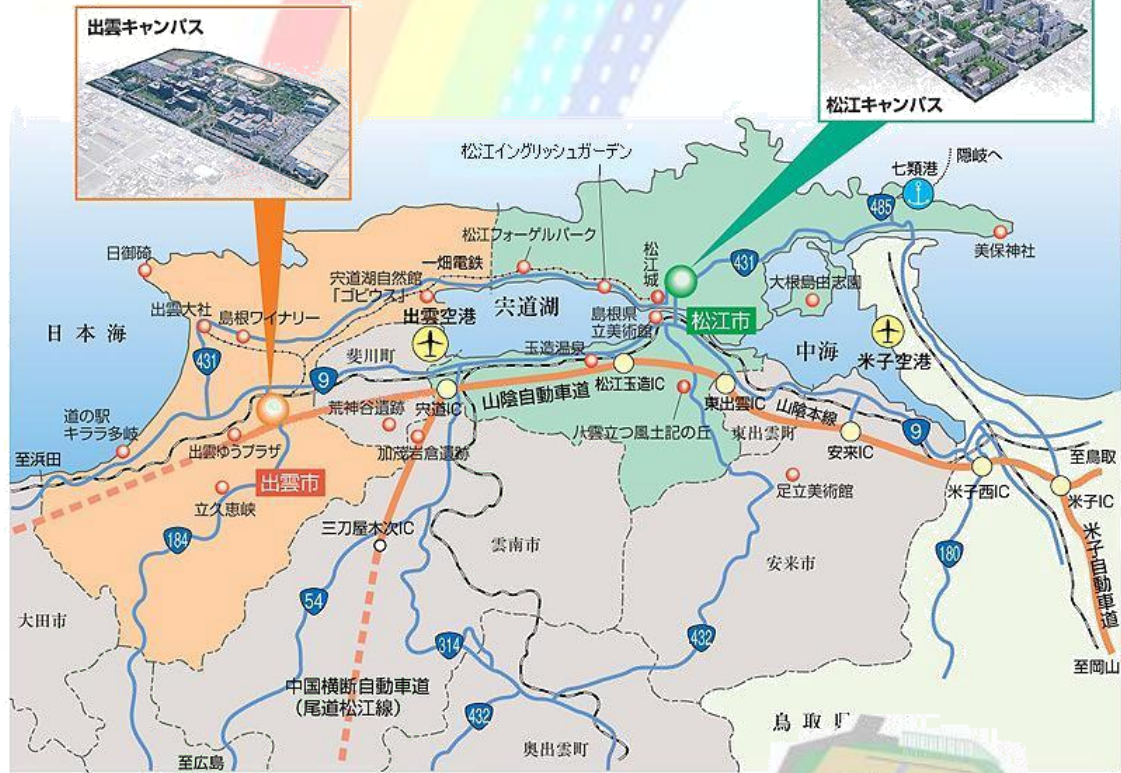 出雲キャンパス
松江キャンパス
松江イングリッシュガーデン
七類港
隠岐へ
485
日御碕
松江フォーゲルパーク
松江城
431
美保神社
一畑電鉄
宍道湖自然館
「ゴビウス」
大根島由志園
出雲大社
島根ワイナリー
出雲空港
宍道湖
島根県
立美術館
松江市
日本海
431
斐川町
玉造温泉
中海
米子空港
9
松江玉造IC
道の駅
キララ多岐
荒神谷遺跡
宍道IC
山陰自動車道
東出雲IC
山陰本線
9
至浜田
出雲ゆうプラザ
加茂岩倉遺跡
八雲立つ風土記の丘
東出雲町
安来IC
至鳥取
出雲市
立久恵峡
足立美術館
米子西IC
米子IC
184
三刀屋木次IC
雲南市
安来市
180
米子自動車道
大田市
54
314
432
至岡山
中国横断自動車道
（尾道松江線）
432
鳥取県
奥出雲町
至広島